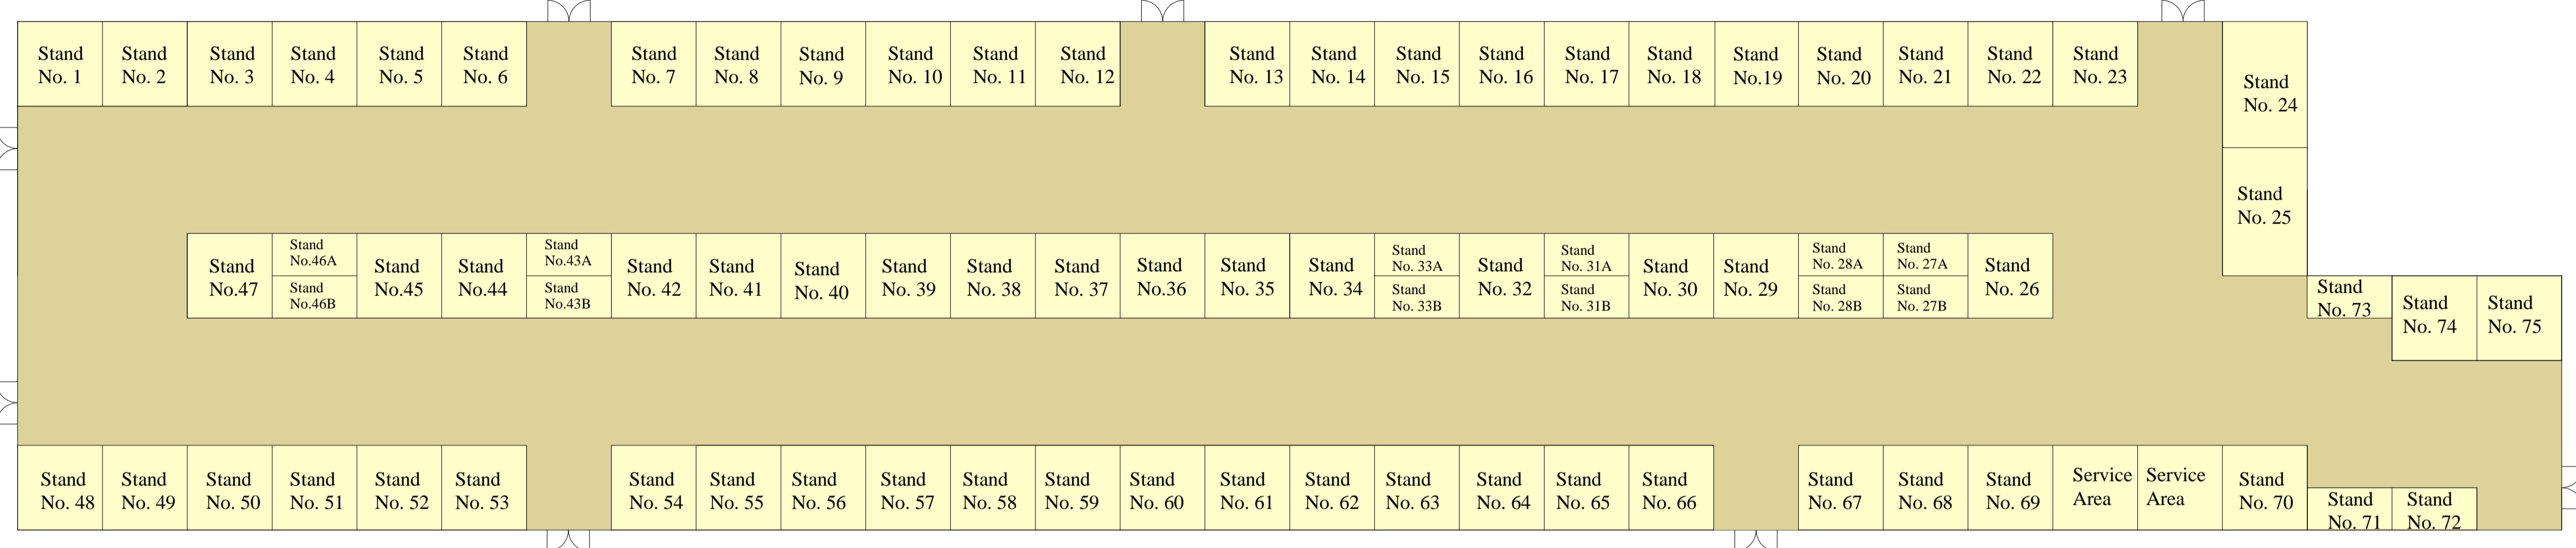 Stand
No. 1
Stand
No. 2
Stand
No. 3
Stand
No. 4
Stand
No. 5
Stand
No. 6
Stand
No. 7
Stand
No. 8
Stand
No. 9
Stand
No. 10
Stand
No. 11
Stand
No. 12
Stand
No. 13
Stand
No. 14
Stand
No. 15
Stand
No. 16
Stand
No. 17
Stand
No. 18
Stand
No.19
Stand
No. 20
Stand
No. 21
Stand
No. 22
Stand
No. 23
Stand
No. 24
Stand
No. 25
Stand
No.47
Stand
No.46A
Stand
No.46B
Stand
No.45
Stand
No.44
Stand
No.43A
Stand
No.43B
Stand
No. 42
Stand
No. 41
Stand
No. 40
Stand
No. 39
Stand
No. 38
Stand
No. 37
Stand
No.36
Stand
No. 35
Stand
No. 34
Stand
No. 33A
Stand
No. 33B
Stand
No. 32
Stand
No. 31A
Stand
No. 31B
Stand
No. 30
Stand
No. 29
Stand
No. 28A
Stand
No. 28B
Stand
No. 27A
Stand
No. 27B
Stand
No. 26
Stand
No. 73
Stand
No. 74
Stand
No. 75
Stand
No. 48
Stand
No. 49
Stand
No. 50
Stand
No. 51
Stand
No. 52
Stand
No. 53
Stand
No. 54
Stand
No. 55
Stand
No. 56
Stand
No. 57
Stand
No. 58
Stand
No. 59
Stand
No. 60
Stand
No. 61
Stand
No. 62
Stand
No. 63
Stand
No. 64
Stand
No. 65
Stand
No. 66
Stand
No. 67
Stand
No. 68
Stand
No. 69
Service
Area
Service
Area
Stand
No. 70
Stand
No. 71
Stand
No. 72